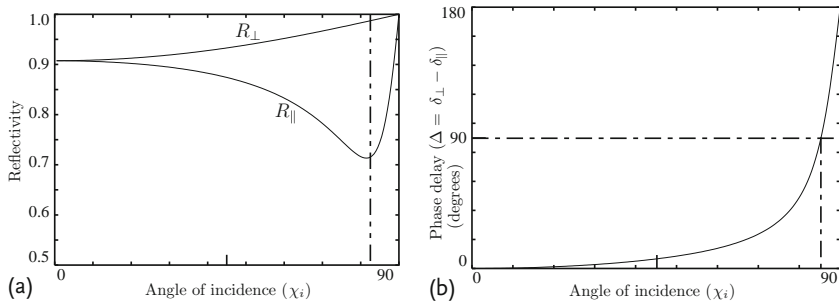 1.0
0.9
0.8
0.7
0.6
0.5
Reflectivity
R⊥
R∥
0
90
Angle of incidence (χi)
(a)
180
90
0
Phase delay (Δ = δ⊥ − δ∥)
(degrees)
0
90
Angle of incidence (χi)
(b)